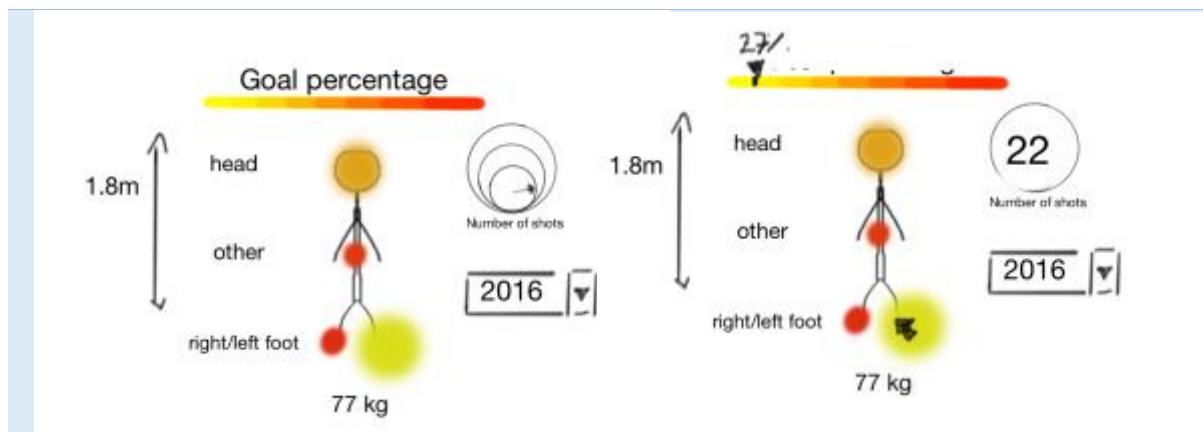 Goal percentage
head
1.8m
other
Number of shots
2016
right/left foot
77 kg
27%
head
22
1.8m
Number of shots
other
2016
right/left foot
77 kg